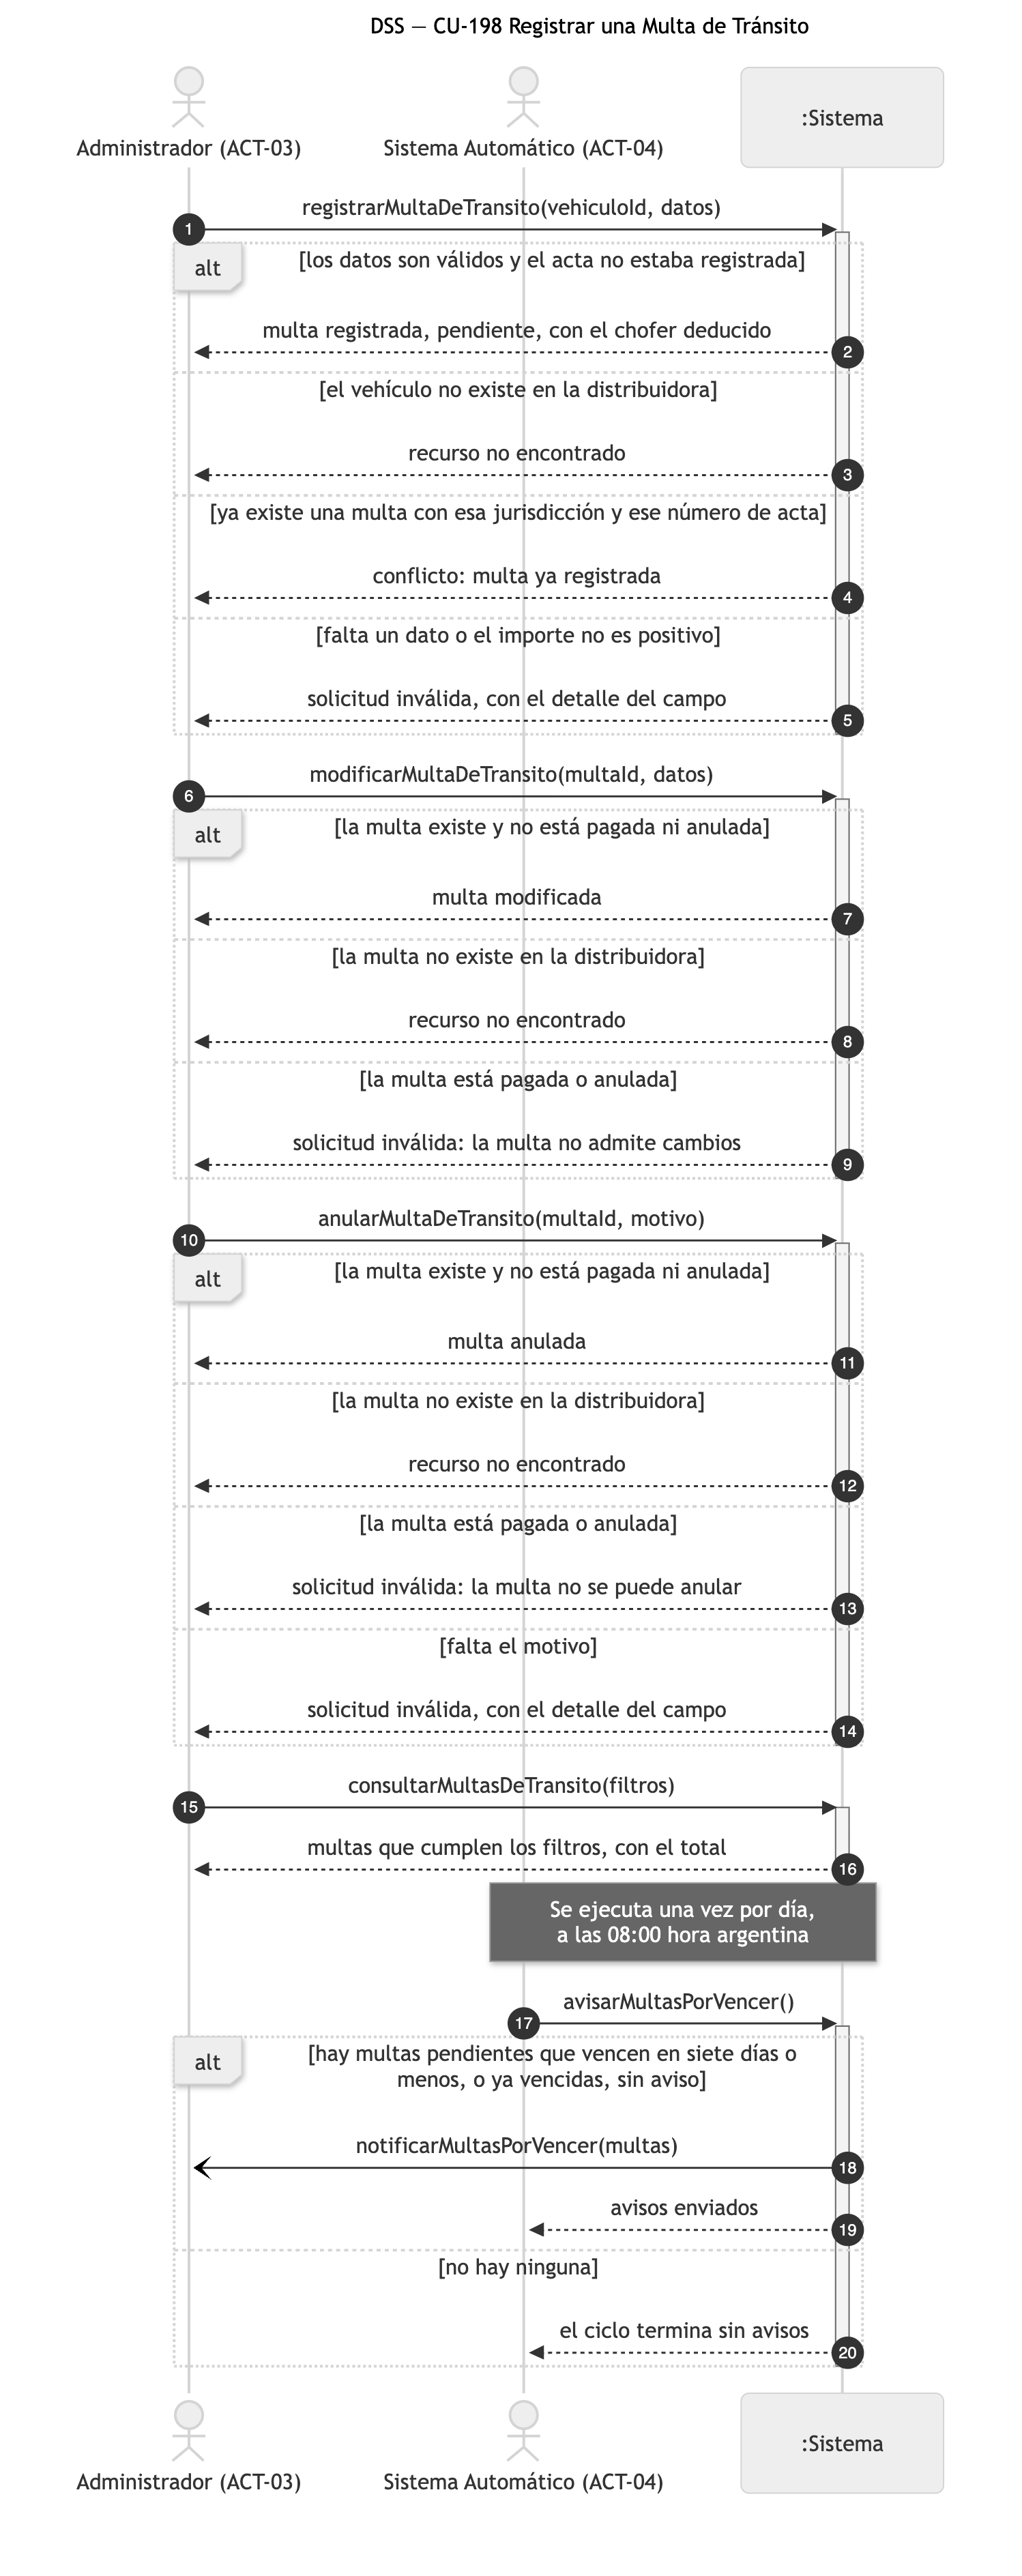 DSS — CU-198 Registrar una Multa de Tránsito
Administrador (ACT-03)
Sistema Automático (ACT-04)
:Sistema
registrarMultaDeTransito(vehiculoId, datos)
1
alt
[los datos son válidos y el acta no estaba registrada]
multa registrada, pendiente, con el chofer deducido
2
[el vehículo no existe en la distribuidora]
recurso no encontrado
3
[ya existe una multa con esa jurisdicción y ese número de acta]
conflicto: multa ya registrada
4
[falta un dato o el importe no es positivo]
solicitud inválida, con el detalle del campo
5
modificarMultaDeTransito(multaId, datos)
6
alt
[la multa existe y no está pagada ni anulada]
multa modificada
7
[la multa no existe en la distribuidora]
recurso no encontrado
8
[la multa está pagada o anulada]
solicitud inválida: la multa no admite cambios
9
anularMultaDeTransito(multaId, motivo)
10
alt
[la multa existe y no está pagada ni anulada]
multa anulada
11
[la multa no existe en la distribuidora]
recurso no encontrado
12
[la multa está pagada o anulada]
solicitud inválida: la multa no se puede anular
13
[falta el motivo]
solicitud inválida, con el detalle del campo
14
consultarMultasDeTransito(filtros)
15
multas que cumplen los filtros, con el total
16
Se ejecuta una vez por día,
a las 08:00 hora argentina
avisarMultasPorVencer()
17
alt
[hay multas pendientes que vencen en siete días o
menos, o ya vencidas, sin aviso]
notificarMultasPorVencer(multas)
18
avisos enviados
19
[no hay ninguna]
el ciclo termina sin avisos
20
Administrador (ACT-03)
Sistema Automático (ACT-04)
:Sistema